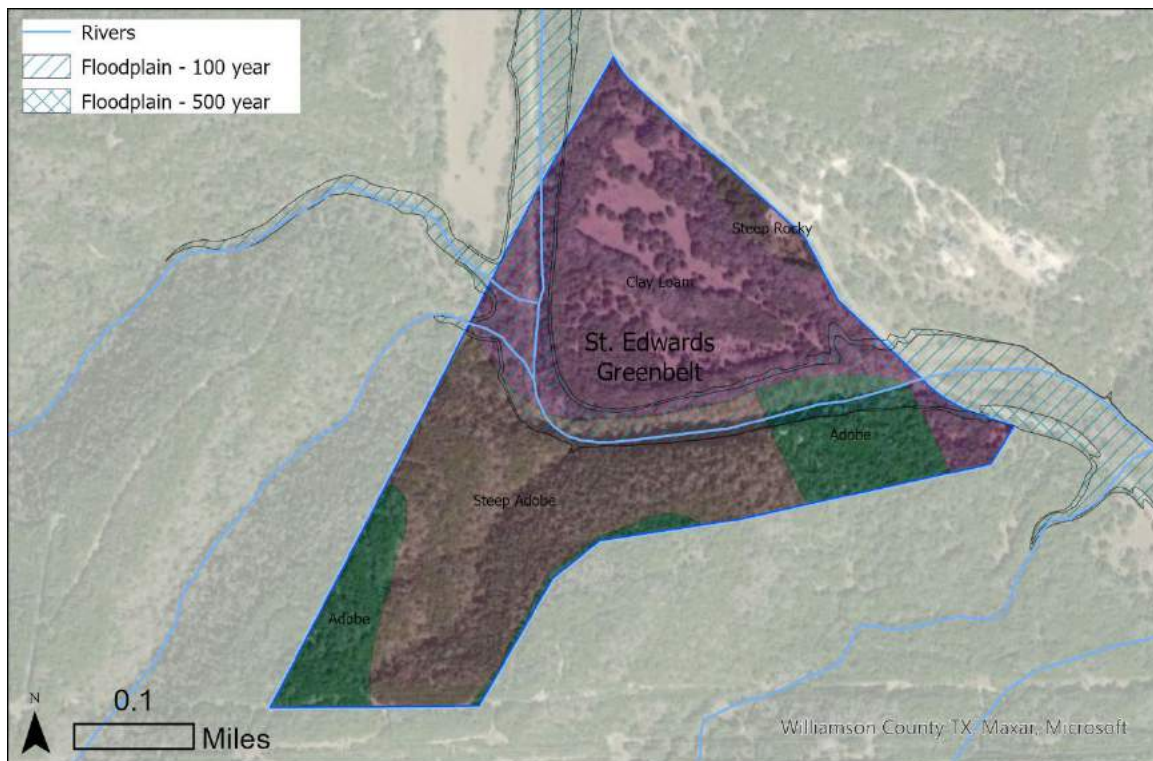 Rivers
Floodplain - 100 year
Floodplain - 500 year
Steep Rocky
Clay Loam
St. Edwards
Greenbelt
Adobe
Steep Adobe
Adobe
N
0.1
Miles
Williamson County TX, Maxar, Microsoft